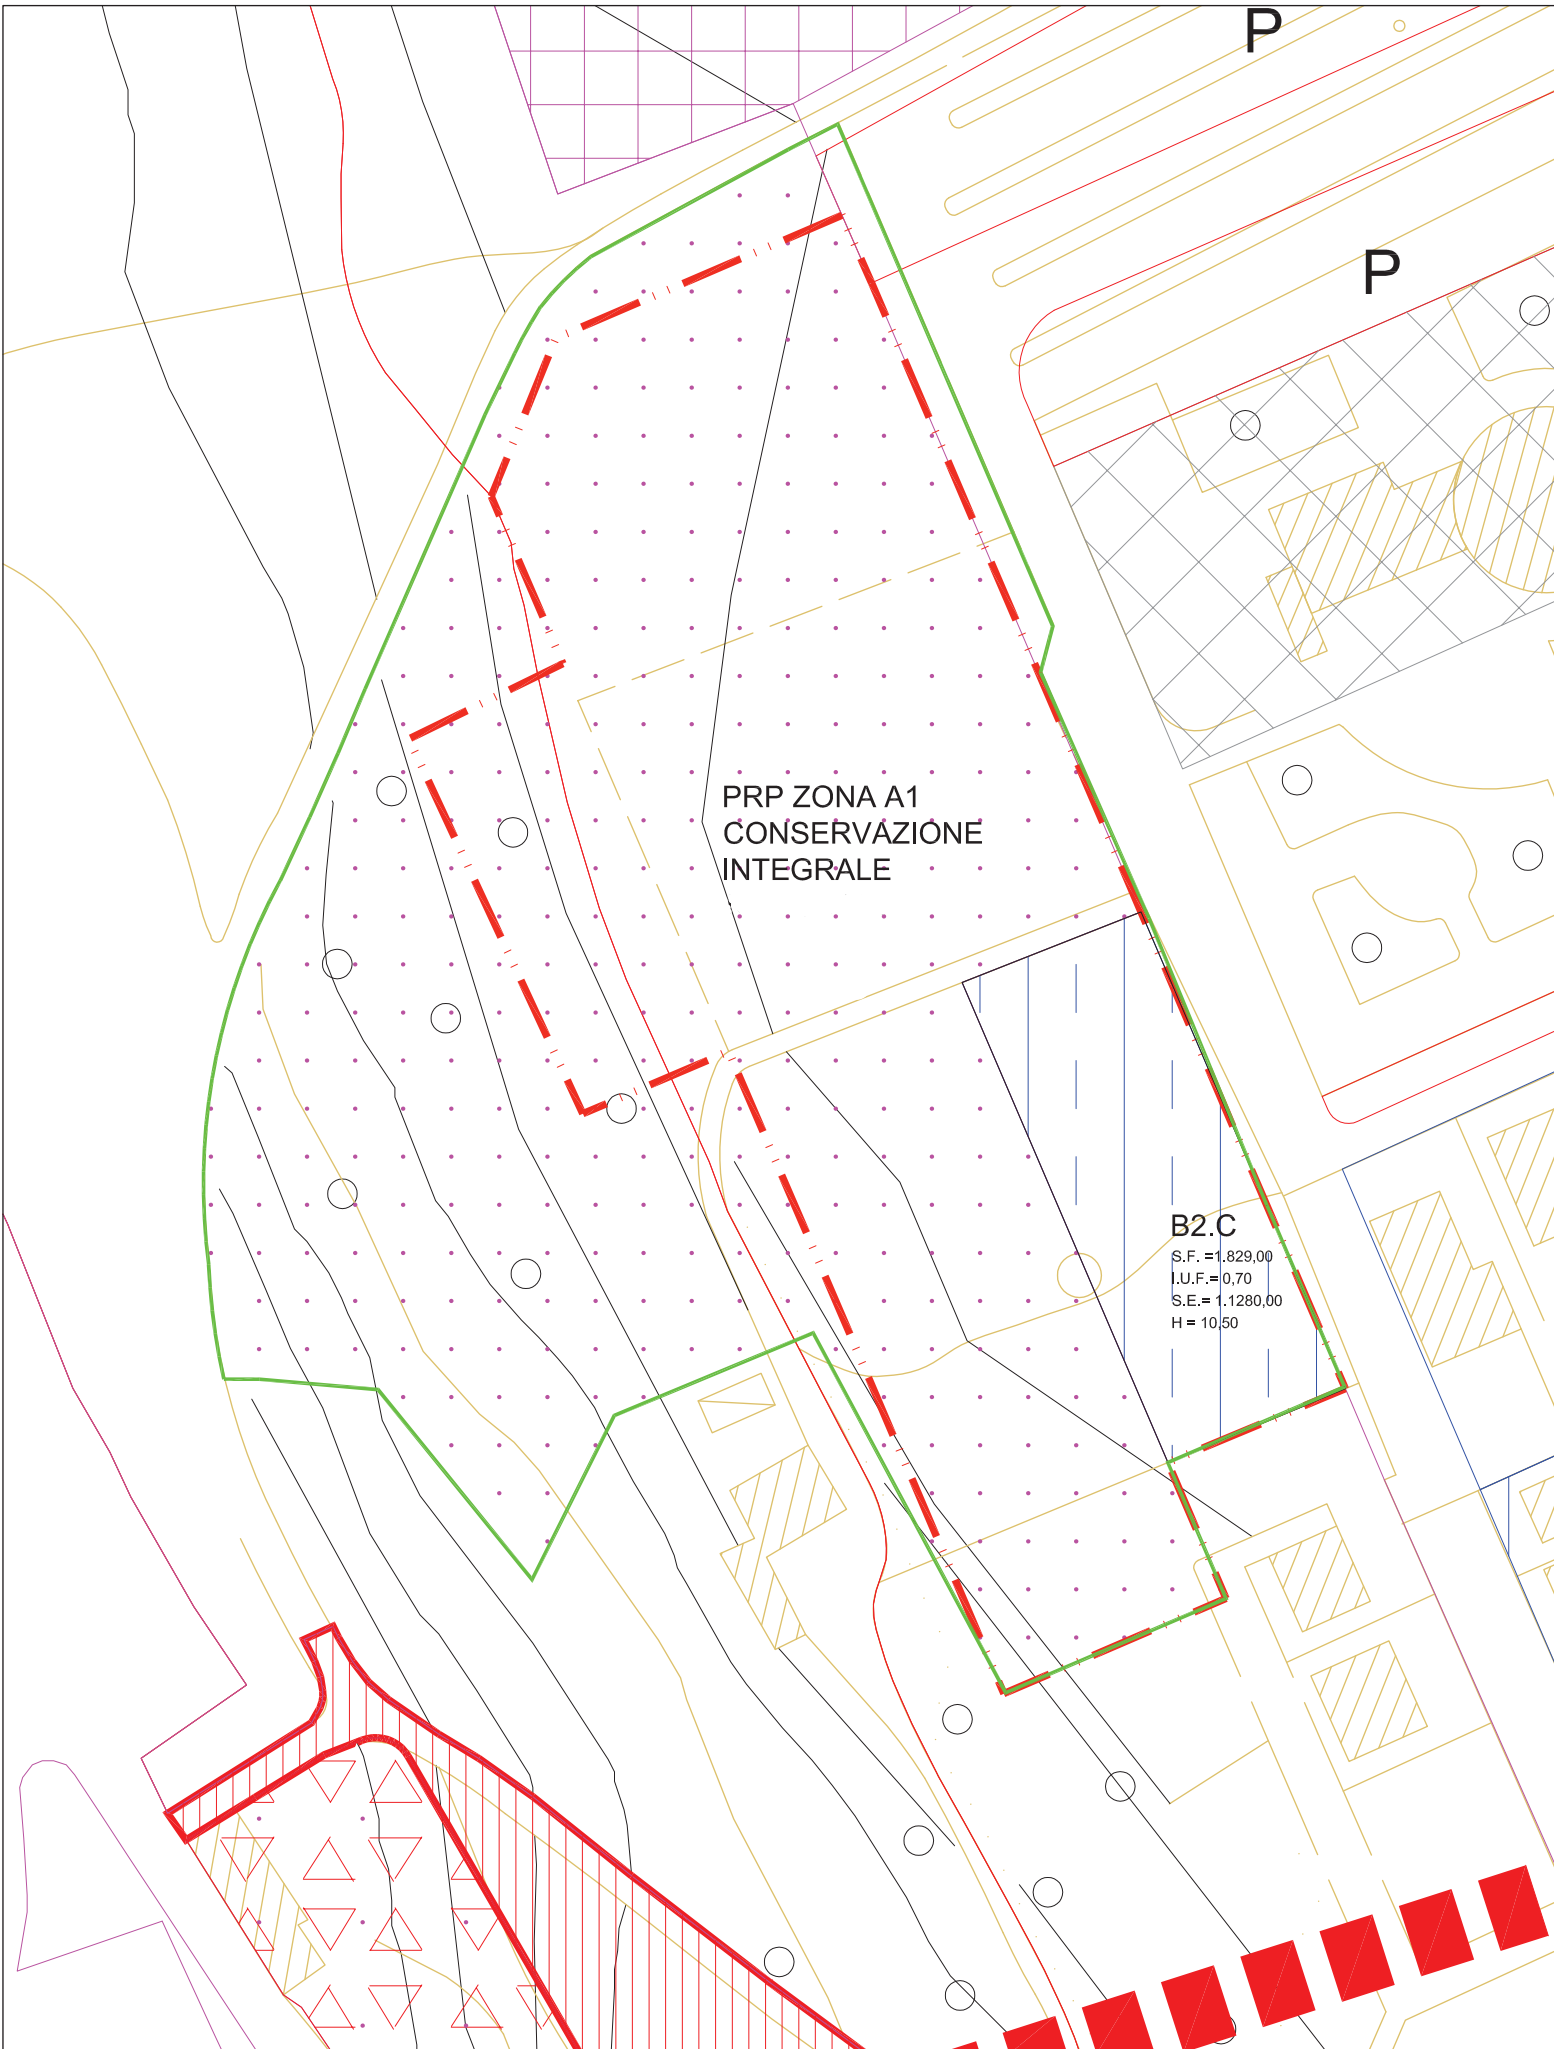 P
P
PRP ZONA A1
CONSERVAZIONE
INTEGRALE
B2.C
S.F. =1.829,00
I.U.F.= 0,70
S.E.= 1.1280,00
H = 10,50